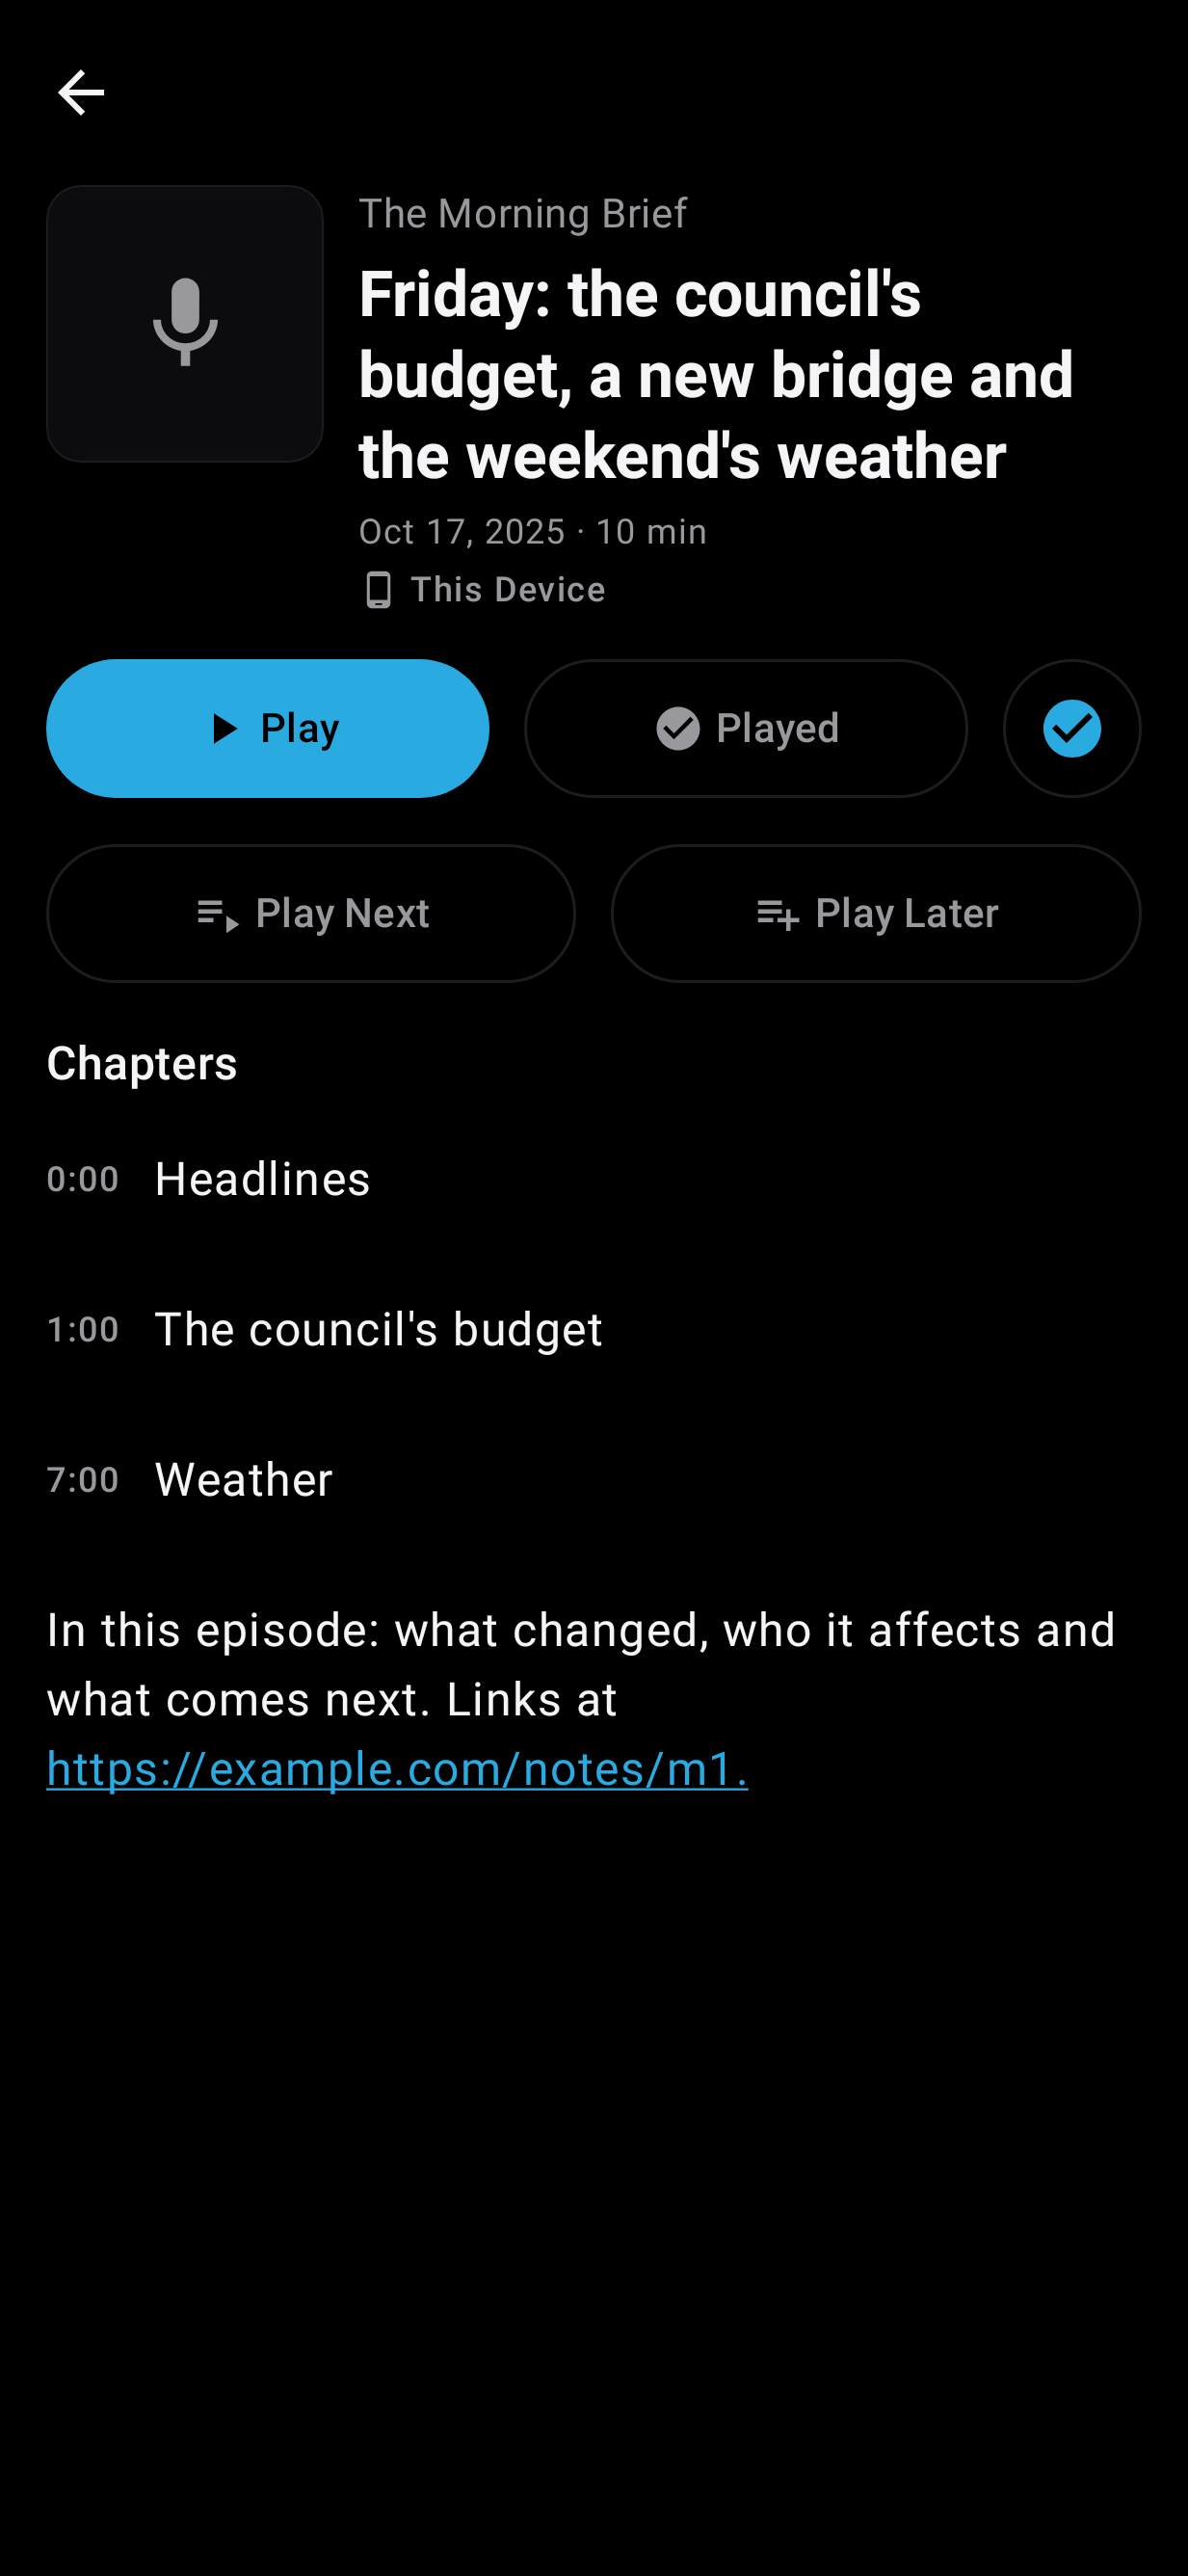 The Morning Brief
Friday: the council's
budget, a new bridge and
the weekend's weather
Oct 17, 2025 · 10 min
This Device
Play
Played
Play Next
Play Later
Chapters
0:00 Headlines
1:00 The council's budget
7:00 Weather
In this episode: what changed, who it affects and
what comes next. Links at
https://example.com/notes/m1.